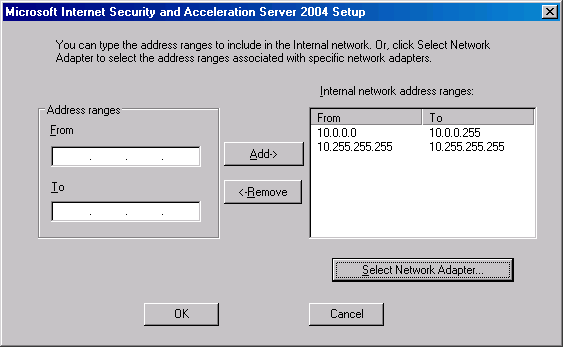 Microsoft Internet Security and Acceleration Server 2004 Setup
You can type the address ranges to include in the Internal network. Or, click Select Network
Adapter to select the address ranges associated with specific network adapters.
Internal network address ranges:
Address ranges
From
To
Add->
<-Remove
From To
10.0.0.0 10.0.0.255
10.255.255.255 10.255.255.255
Select Network Adapter...
OK
Cancel